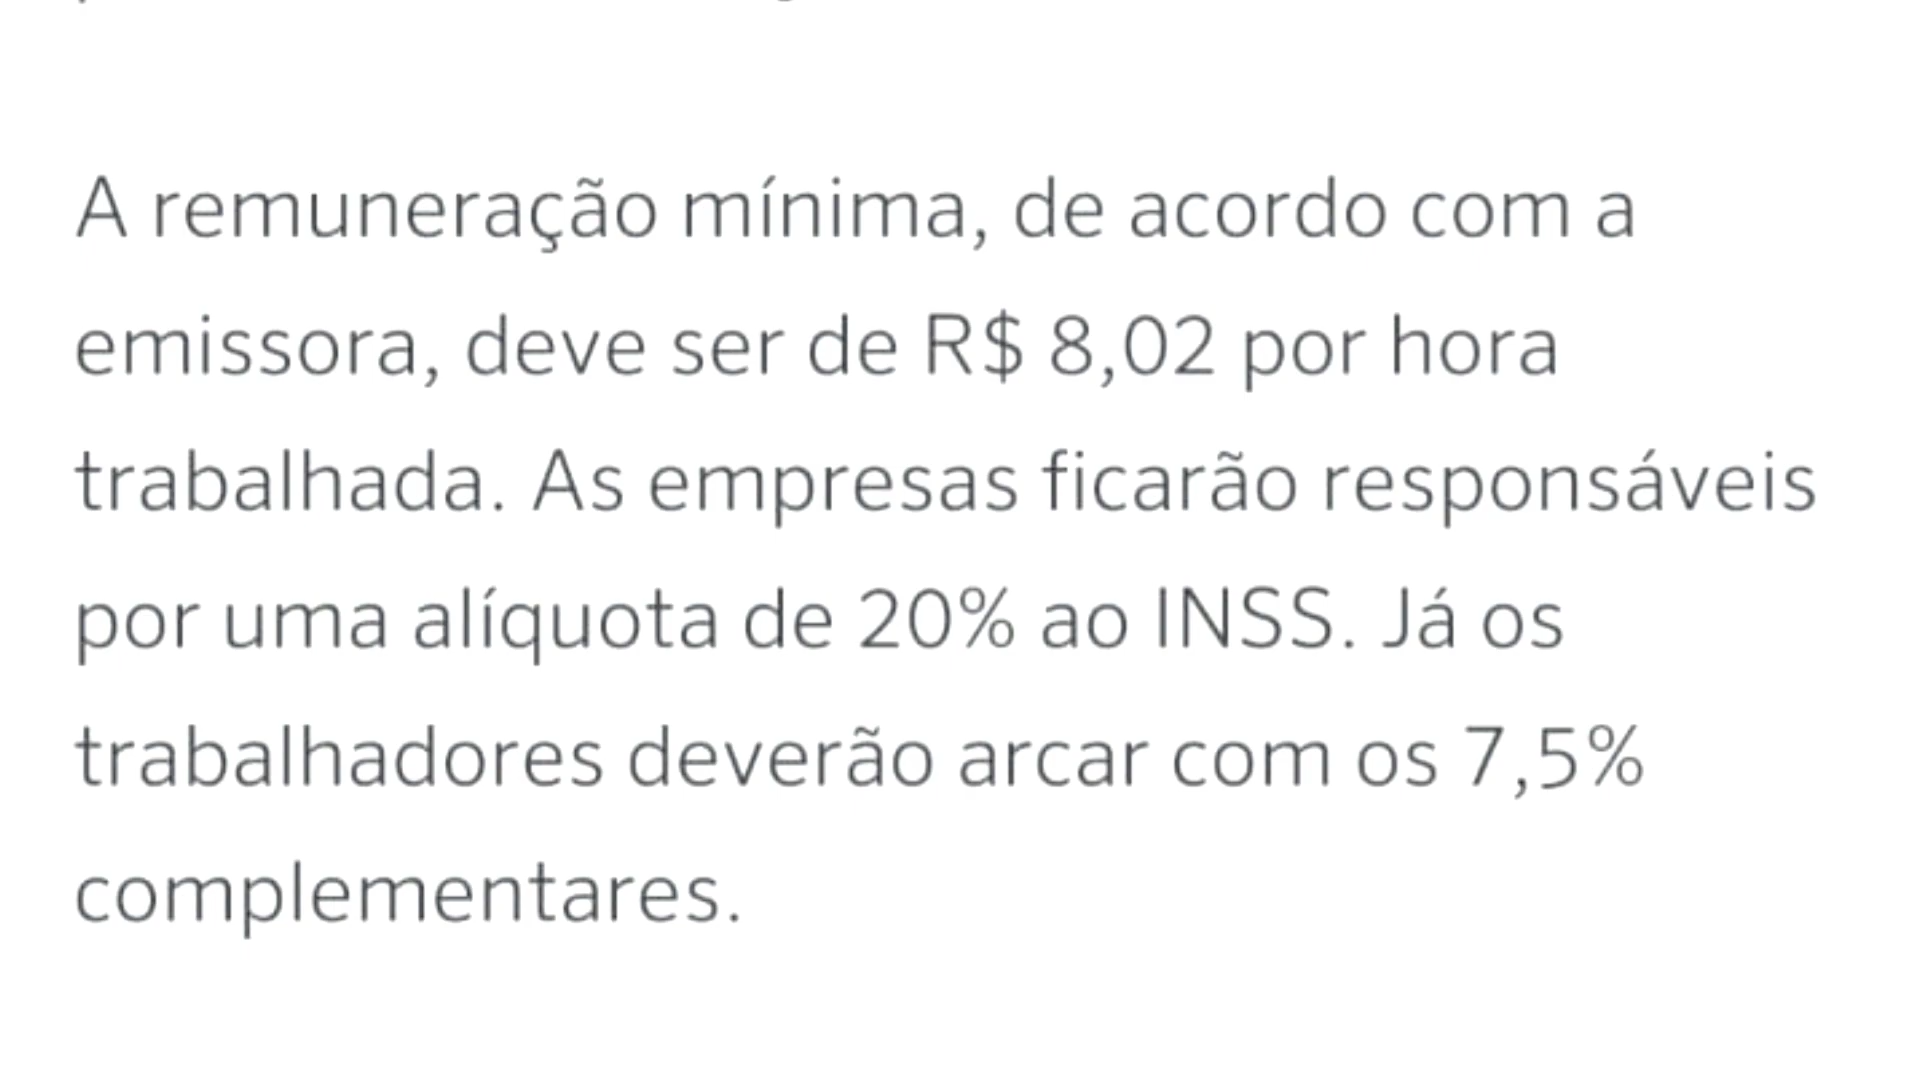 A remuneração mínima, de acordo com a
emissora, deve ser de R$ 8,02 por hora
trabalhada. As empresas ficarão responsáveis
por uma alíquota de 20% ao INSS. Já os
trabalhadores deverão arcar com os 7,5%
complementares.